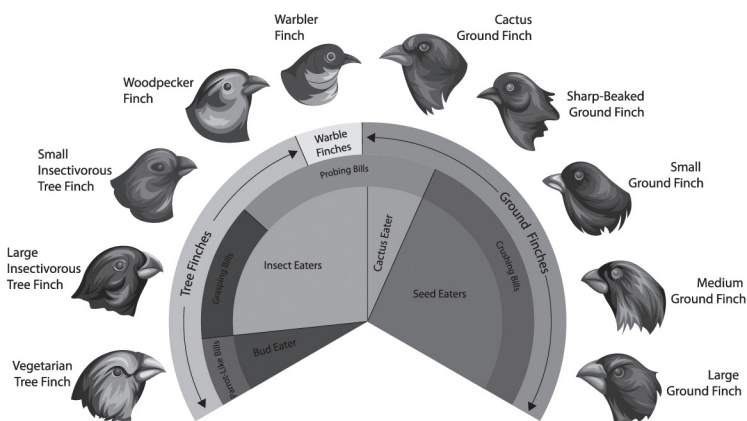 Warbler
Finch
Cactus
Ground Finch
Woodpecker
Finch
Sharp-Beaked
Ground Finch
Small
Insectivorous
Tree Finch
Small
Ground Finch
Large
Insectivorous
Tree Finch
Medium
Ground Finch
Vegetarian
Tree Finch
Large
Ground Finch
Warble
Finches
Probing Bills
Tree Finches
Ground Finches
Grasping Bills
Crushing Bills
Insect Eaters
Cactus Eater
Seed Eaters
Bud Eater
Parrot-Like Bills